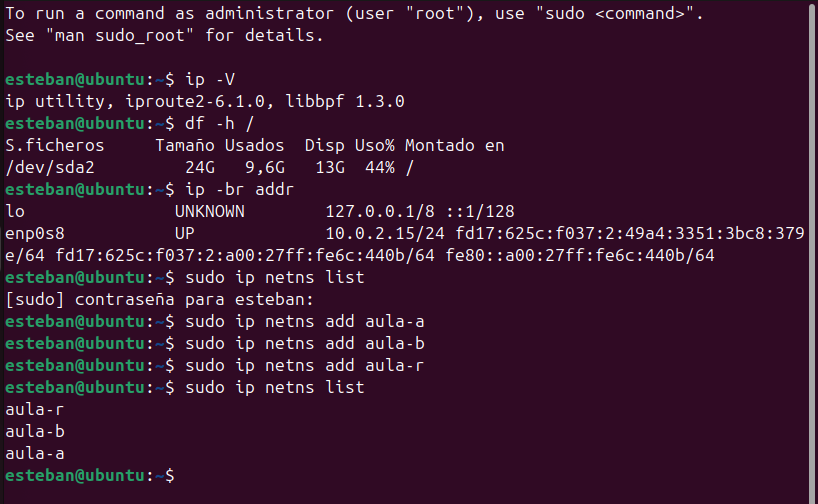 To run a command as administrator (user "root"), use "sudo <command>".
See "man sudo_root" for details.
esteban@ubuntu:~$ ip -V
ip utility, iproute2-6.1.0, libbpf 1.3.0
esteban@ubuntu:~$ df -h /
S.ficheros     Tamaño Usados  Disp Uso% Montado en
/dev/sda2         24G   9,6G   13G  44% /
esteban@ubuntu:~$ ip -br addr
lo               UNKNOWN        127.0.0.1/8 ::1/128
enp0s8           UP             10.0.2.15/24 fd17:625c:f037:2:49a4:3351:3bc8:379
e/64 fd17:625c:f037:2:a00:27ff:fe6c:440b/64 fe80::a00:27ff:fe6c:440b/64
esteban@ubuntu:~$ sudo ip netns list
[sudo] contraseña para esteban:
esteban@ubuntu:~$ sudo ip netns add aula-a
esteban@ubuntu:~$ sudo ip netns add aula-b
esteban@ubuntu:~$ sudo ip netns add aula-r
esteban@ubuntu:~$ sudo ip netns list
aula-r
aula-b
aula-a
esteban@ubuntu:~$